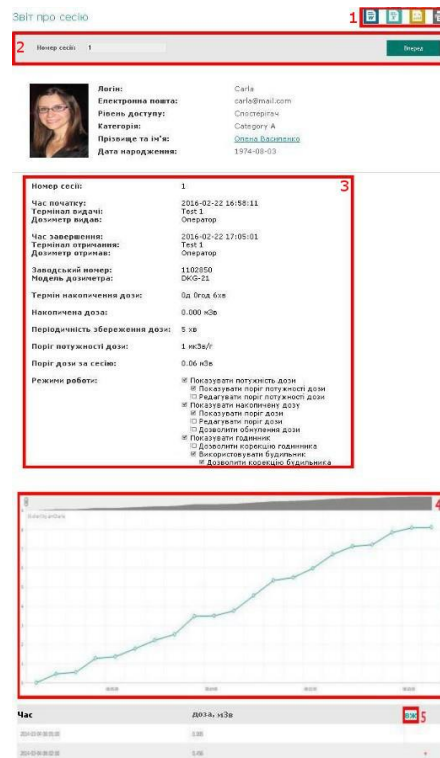 Звіт про сесію
1
2
Номер сесії: 1
Вперед
Логін: Carla
Електронна пошта: carla@mail.com
Рівень доступу: Спостерігач
Категорія: Category A
Прізвище та ім'я: Олена Василенко
Дата народження: 1974-08-03
3
Номер сесії: 1
Час початку: 2016-02-22 16:58:11
Термінал видачі: Test 1
Дозиметр видав: Оператор
Час завершення: 2016-02-22 17:05:01
Термінал отримання: Test 1
Дозиметр отримав: Оператор
Заводський номер: 1102850
Модель дозиметра: DKG-21
Термін накопичення дози: 0д 0год 6хв
Накопичена доза: 0.000 мЗв
Періодичність збереження дози: 5 хв
Поріг потужності дози: 1 мкЗв/г
Поріг дози за сесію: 0.06 мЗв
Режими роботи:
Показувати потужність дози
Показувати поріг потужності дози
Редагувати поріг потужності дози
Показувати накопичену дозу
Показувати поріг дози
Редагувати поріг дози
Дозволити обнулення дози
Показувати годинник
Дозволити корекцію годинника
Використовувати будильник
Дозволити корекцію будильника
4
Час
доза, мЗв
5